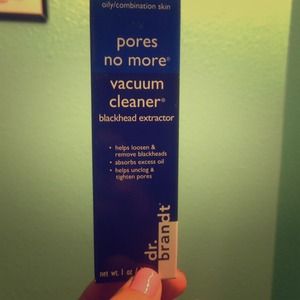 oily/combination skin
pores
no more®
vacuum
cleaner®
blackhead extractor
• helps loosen &
remove blackheads
• absorbs excess oil
• helps unclog &
tighten pores
dr.
brandt
net wt. 1 oz